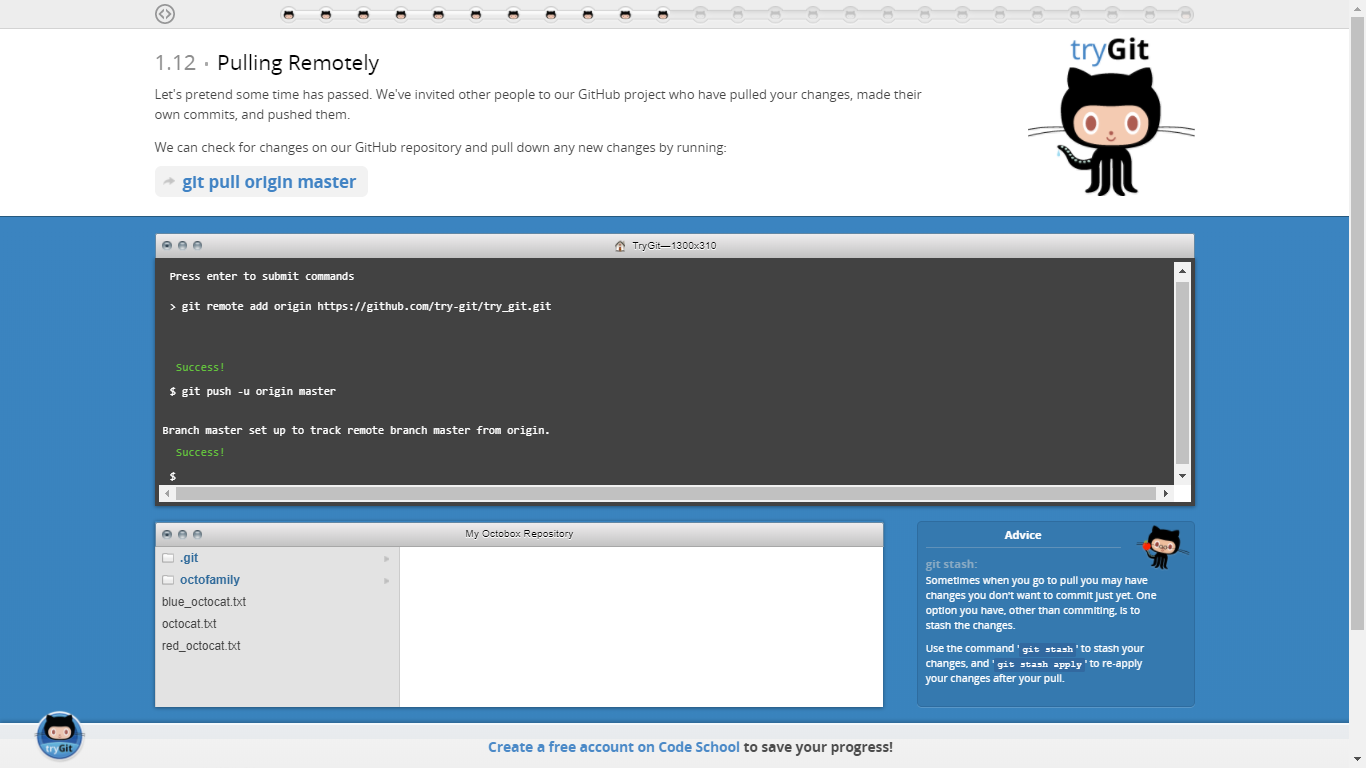 tryGit
1.12 · Pulling Remotely
Let's pretend some time has passed. We've invited other people to our GitHub project who have pulled your changes, made their
own commits, and pushed them.
We can check for changes on our GitHub repository and pull down any new changes by running:
git pull origin master
TryGit—1300x310
Press enter to submit commands
> git remote add origin https://github.com/try-git/try_git.git
Success!
$ git push -u origin master
Branch master set up to track remote branch master from origin.
Success!
$
My Octobox Repository
.git
octofamily
blue_octocat.txt
octocat.txt
red_octocat.txt
Advice
git stash:
Sometimes when you go to pull you may have
changes you don't want to commit just yet. One
option you have, other than commiting, is to
stash the changes.
Use the command ' git stash ' to stash your
changes, and ' git stash apply ' to re-apply
your changes after your pull.
tryGit
Create a free account on Code School to save your progress!